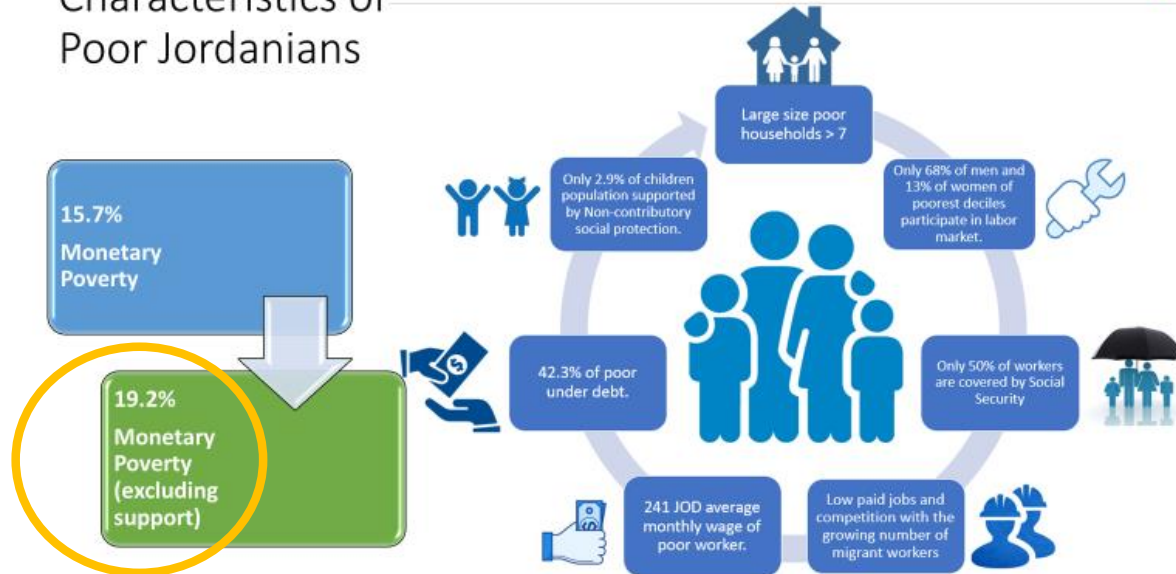 Characteristics of
Poor Jordanians
15.7%
Monetary
Poverty
19.2%
Monetary
Poverty
(excluding
support)
Large size poor
households > 7
Only 68% of men and
13% of women of
poorest deciles
participate in labor
market.
Only 50% of workers
are covered by Social
Security
Low paid jobs and
competition with the
growing number of
migrant workers
241 JOD average
monthly wage of
poor worker.
42.3% of poor
under debt.
Only 2.9% of children
population supported
by Non-contributory
social protection.